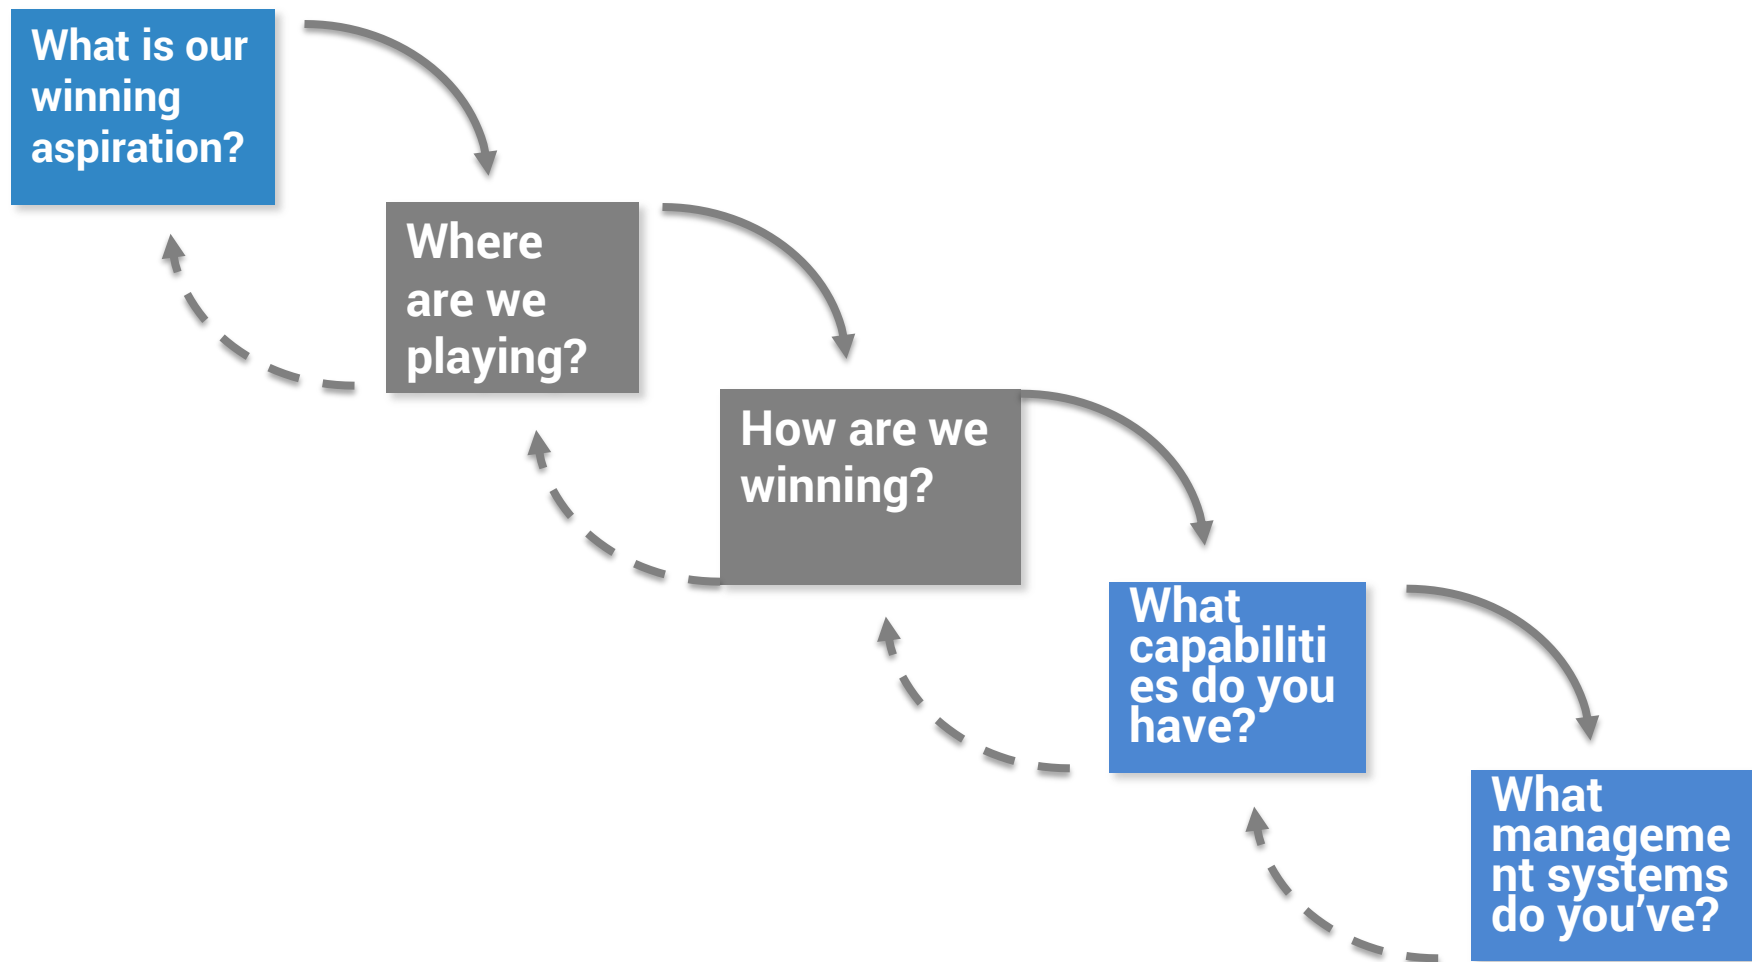 What is our
winning
aspiration?
Where
are we
playing?
How are we
winning?
What
capabiliti
es do you
have?
What
manageme
nt systems
do you’ve?